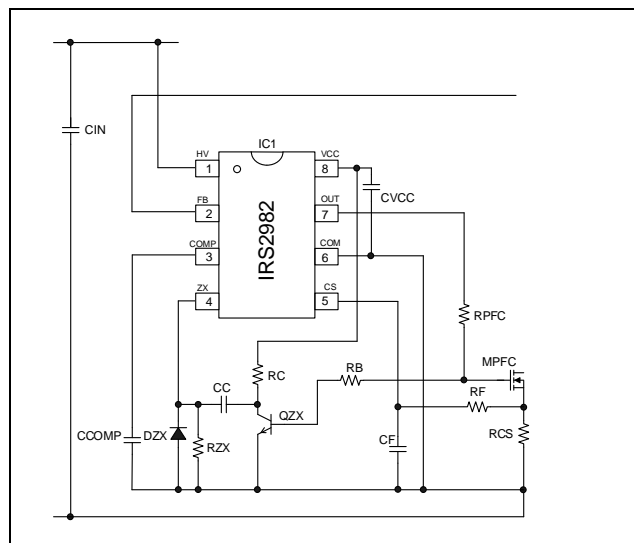 CIN
IC1
HV
VCC
1
8
FB
OUT
2
7
CVCC
COMP
COM
3
6
ZX
CS
4
5
IRS2982
RPFC
MPFC
RC
RB
RF
CC
QZX
RCS
CCOMP
DZX
RZX
CF